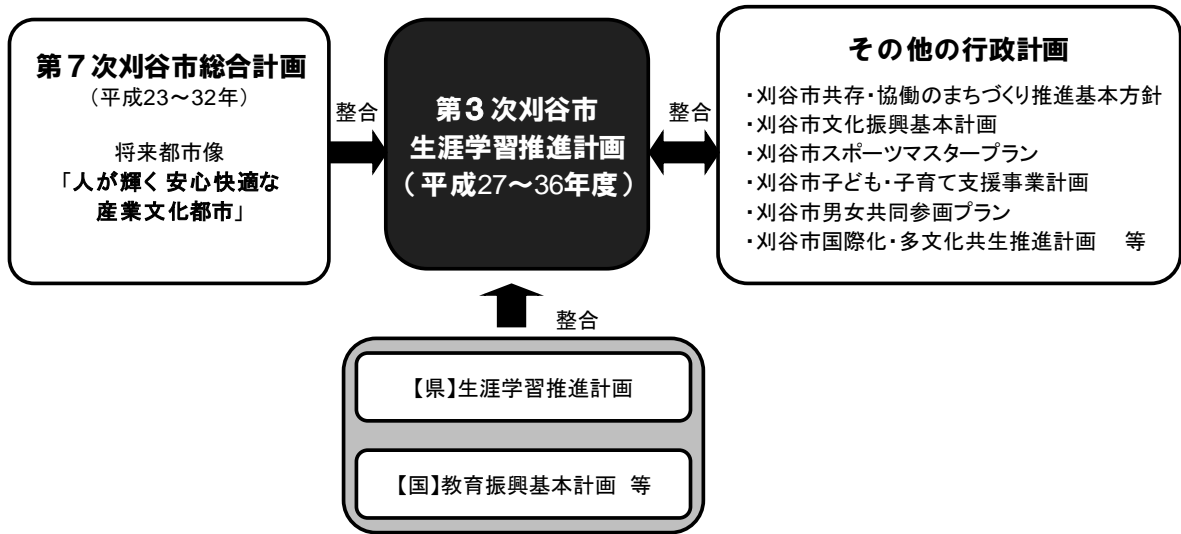 第7次刈谷市総合計画
（平成23～32年）
将来都市像
「人が輝く安心快適な
産業文化都市」
整合
第3次刈谷市
生涯学習推進計画
（平成27～36年度）
整合
その他の行政計画
・刈谷市共存・協働のまちづくり推進基本方針
・刈谷市文化振興基本計画
・刈谷市スポーツマスタープラン
・刈谷市子ども・子育て支援事業計画
・刈谷市男女共同参画プラン
・刈谷市国際化・多文化共生推進計画　等
整合
【県】生涯学習推進計画
【国】教育振興基本計画　等